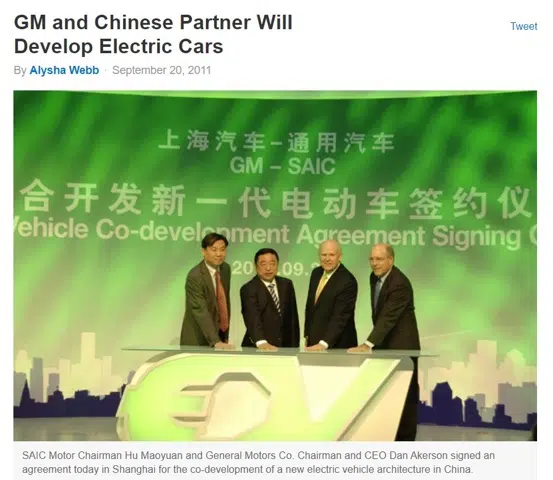 GM and Chinese Partner Will
Develop Electric Cars
Tweet
By Alysha Webb · September 20, 2011
上海汽车-通用汽车
GM – SAIC
合开发新一代电动车签约仪
Vehicle Co-development Agreement Signing
EV
SAIC Motor Chairman Hu Maoyuan and General Motors Co. Chairman and CEO Dan Akerson signed an
agreement today in Shanghai for the co-development of a new electric vehicle architecture in China.